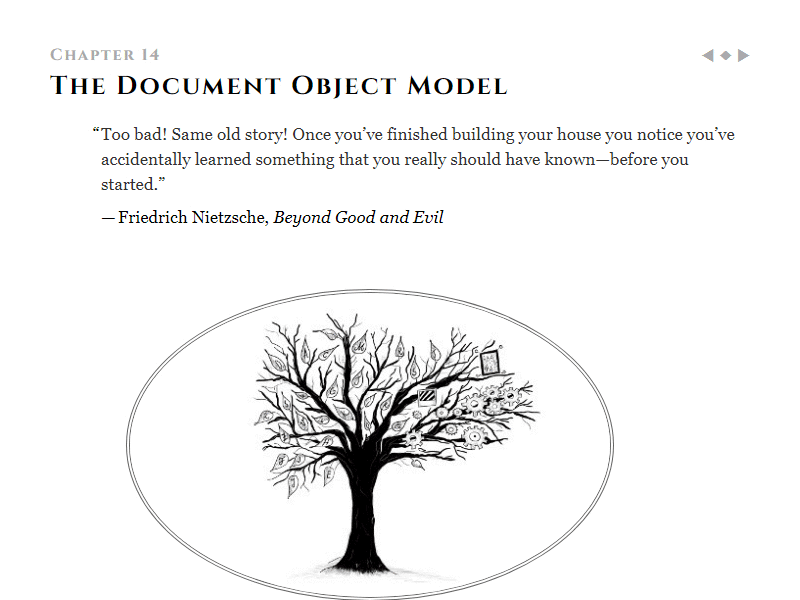 Chapter 14
The Document Object Model
“Too bad! Same old story! Once you’ve finished building your house you notice you’ve
accidentally learned something that you really should have known—before you
started.”
— Friedrich Nietzsche, Beyond Good and Evil